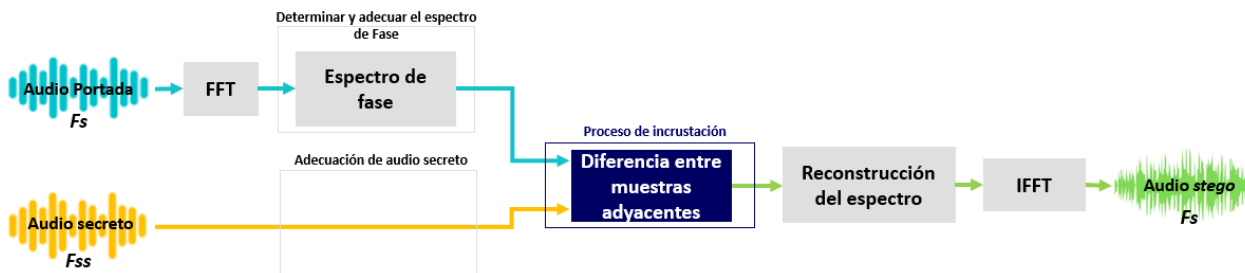 Determinar y adecuar el espectro
de Fase
Audio Portada
Fs
FFT
Espectro de
fase
Adecuación de audio secreto
Audio secreto
Fss
Proceso de incrustación
Diferencia entre
muestras
adyacentes
Reconstrucción
del espectro
IFFT
Audio stego
Fs